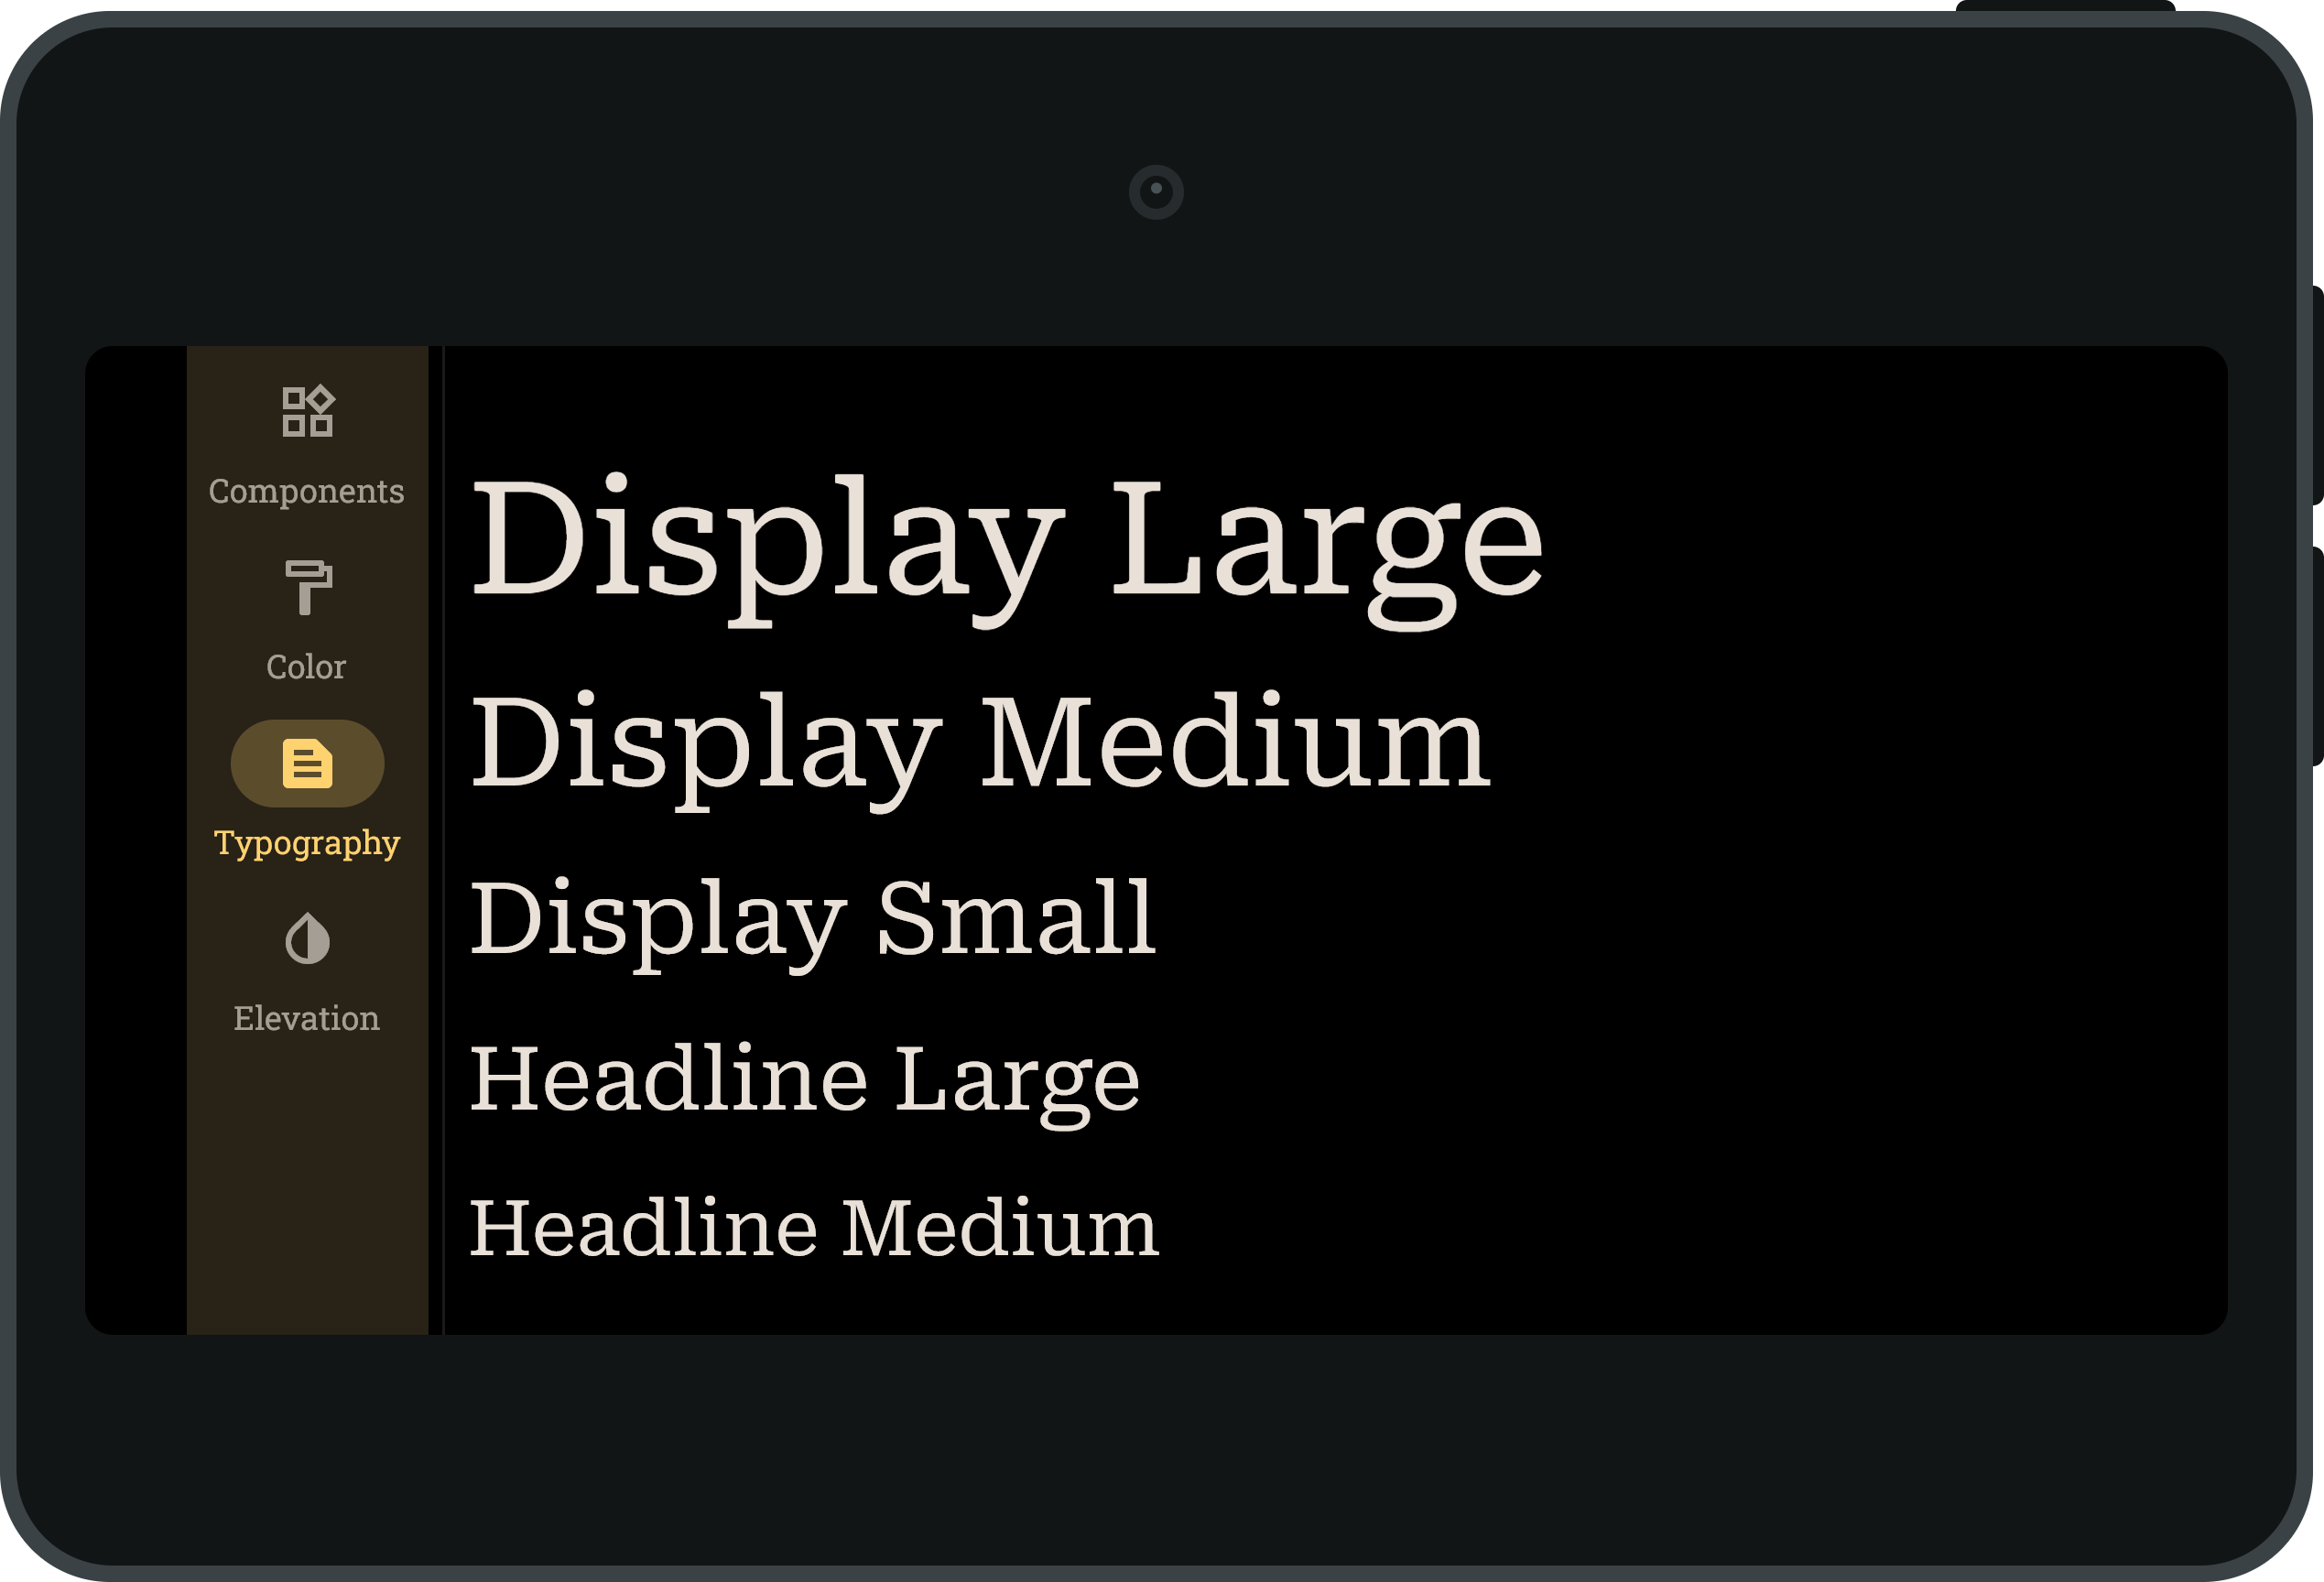 Components
Color
Typography
Elevation
Display Large
Display Medium
Display Small
Headline Large
Headline Medium